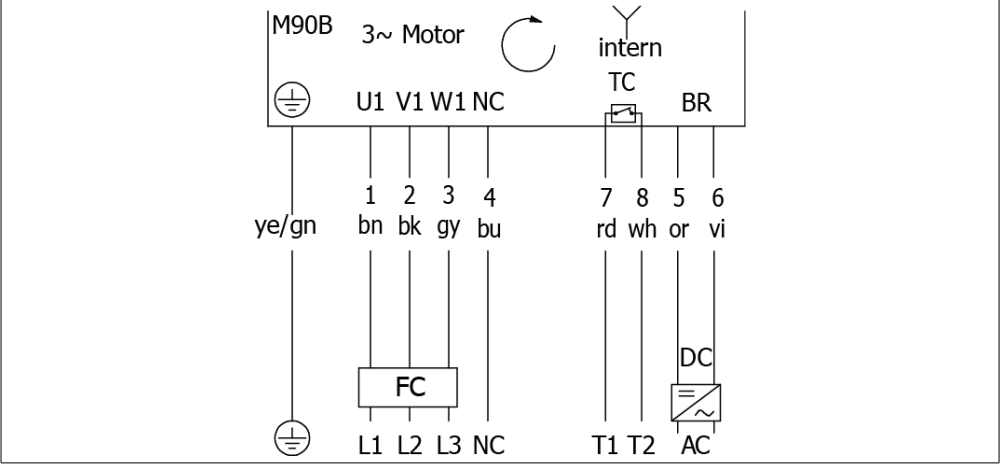 M90B
3~ Motor
intern
TC
U1 V1 W1 NC
BR
1 2 3 4 7 8 5 6
ye/gn bn bk gy bu rd wh or vi
DC
FC
L1 L2 L3 NC T1 T2 AC